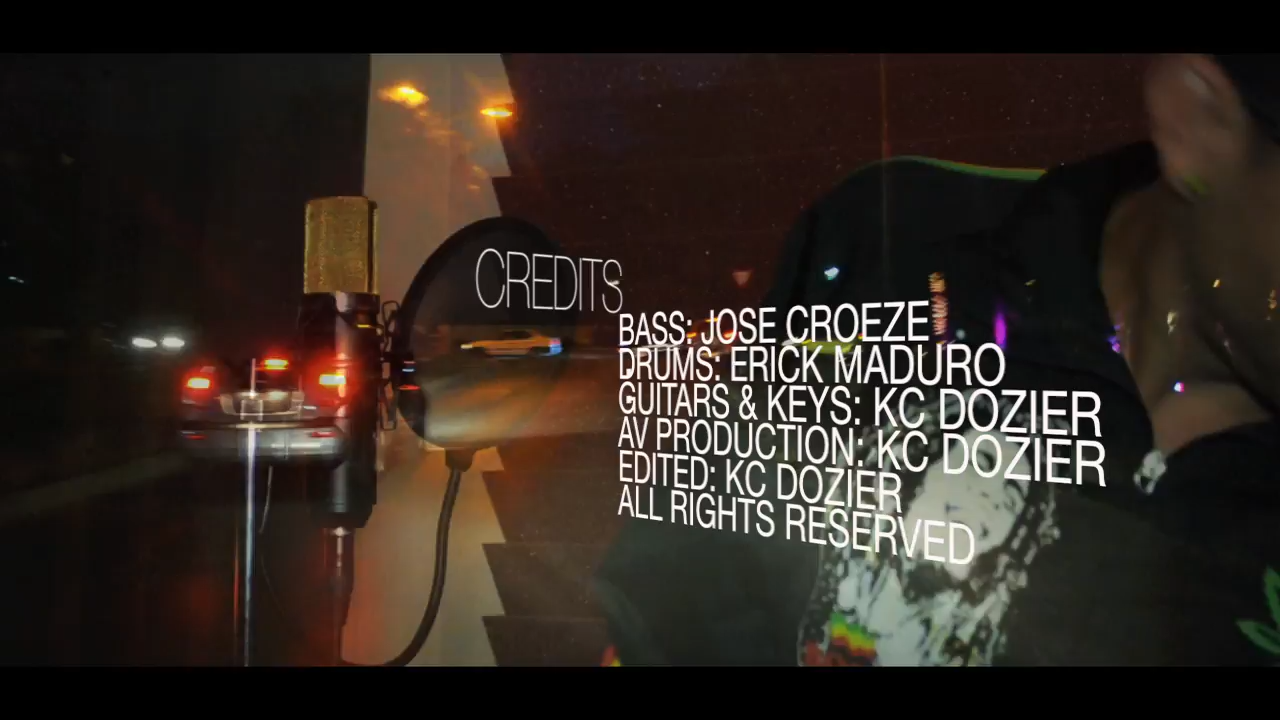 CREDITS
BASS: JOSE CROEZE
DRUMS: ERICK MADURO
GUITARS & KEYS: KC DOZIER
AV PRODUCTION: KC DOZIER
EDITED: KC DOZIER
ALL RIGHTS RESERVED